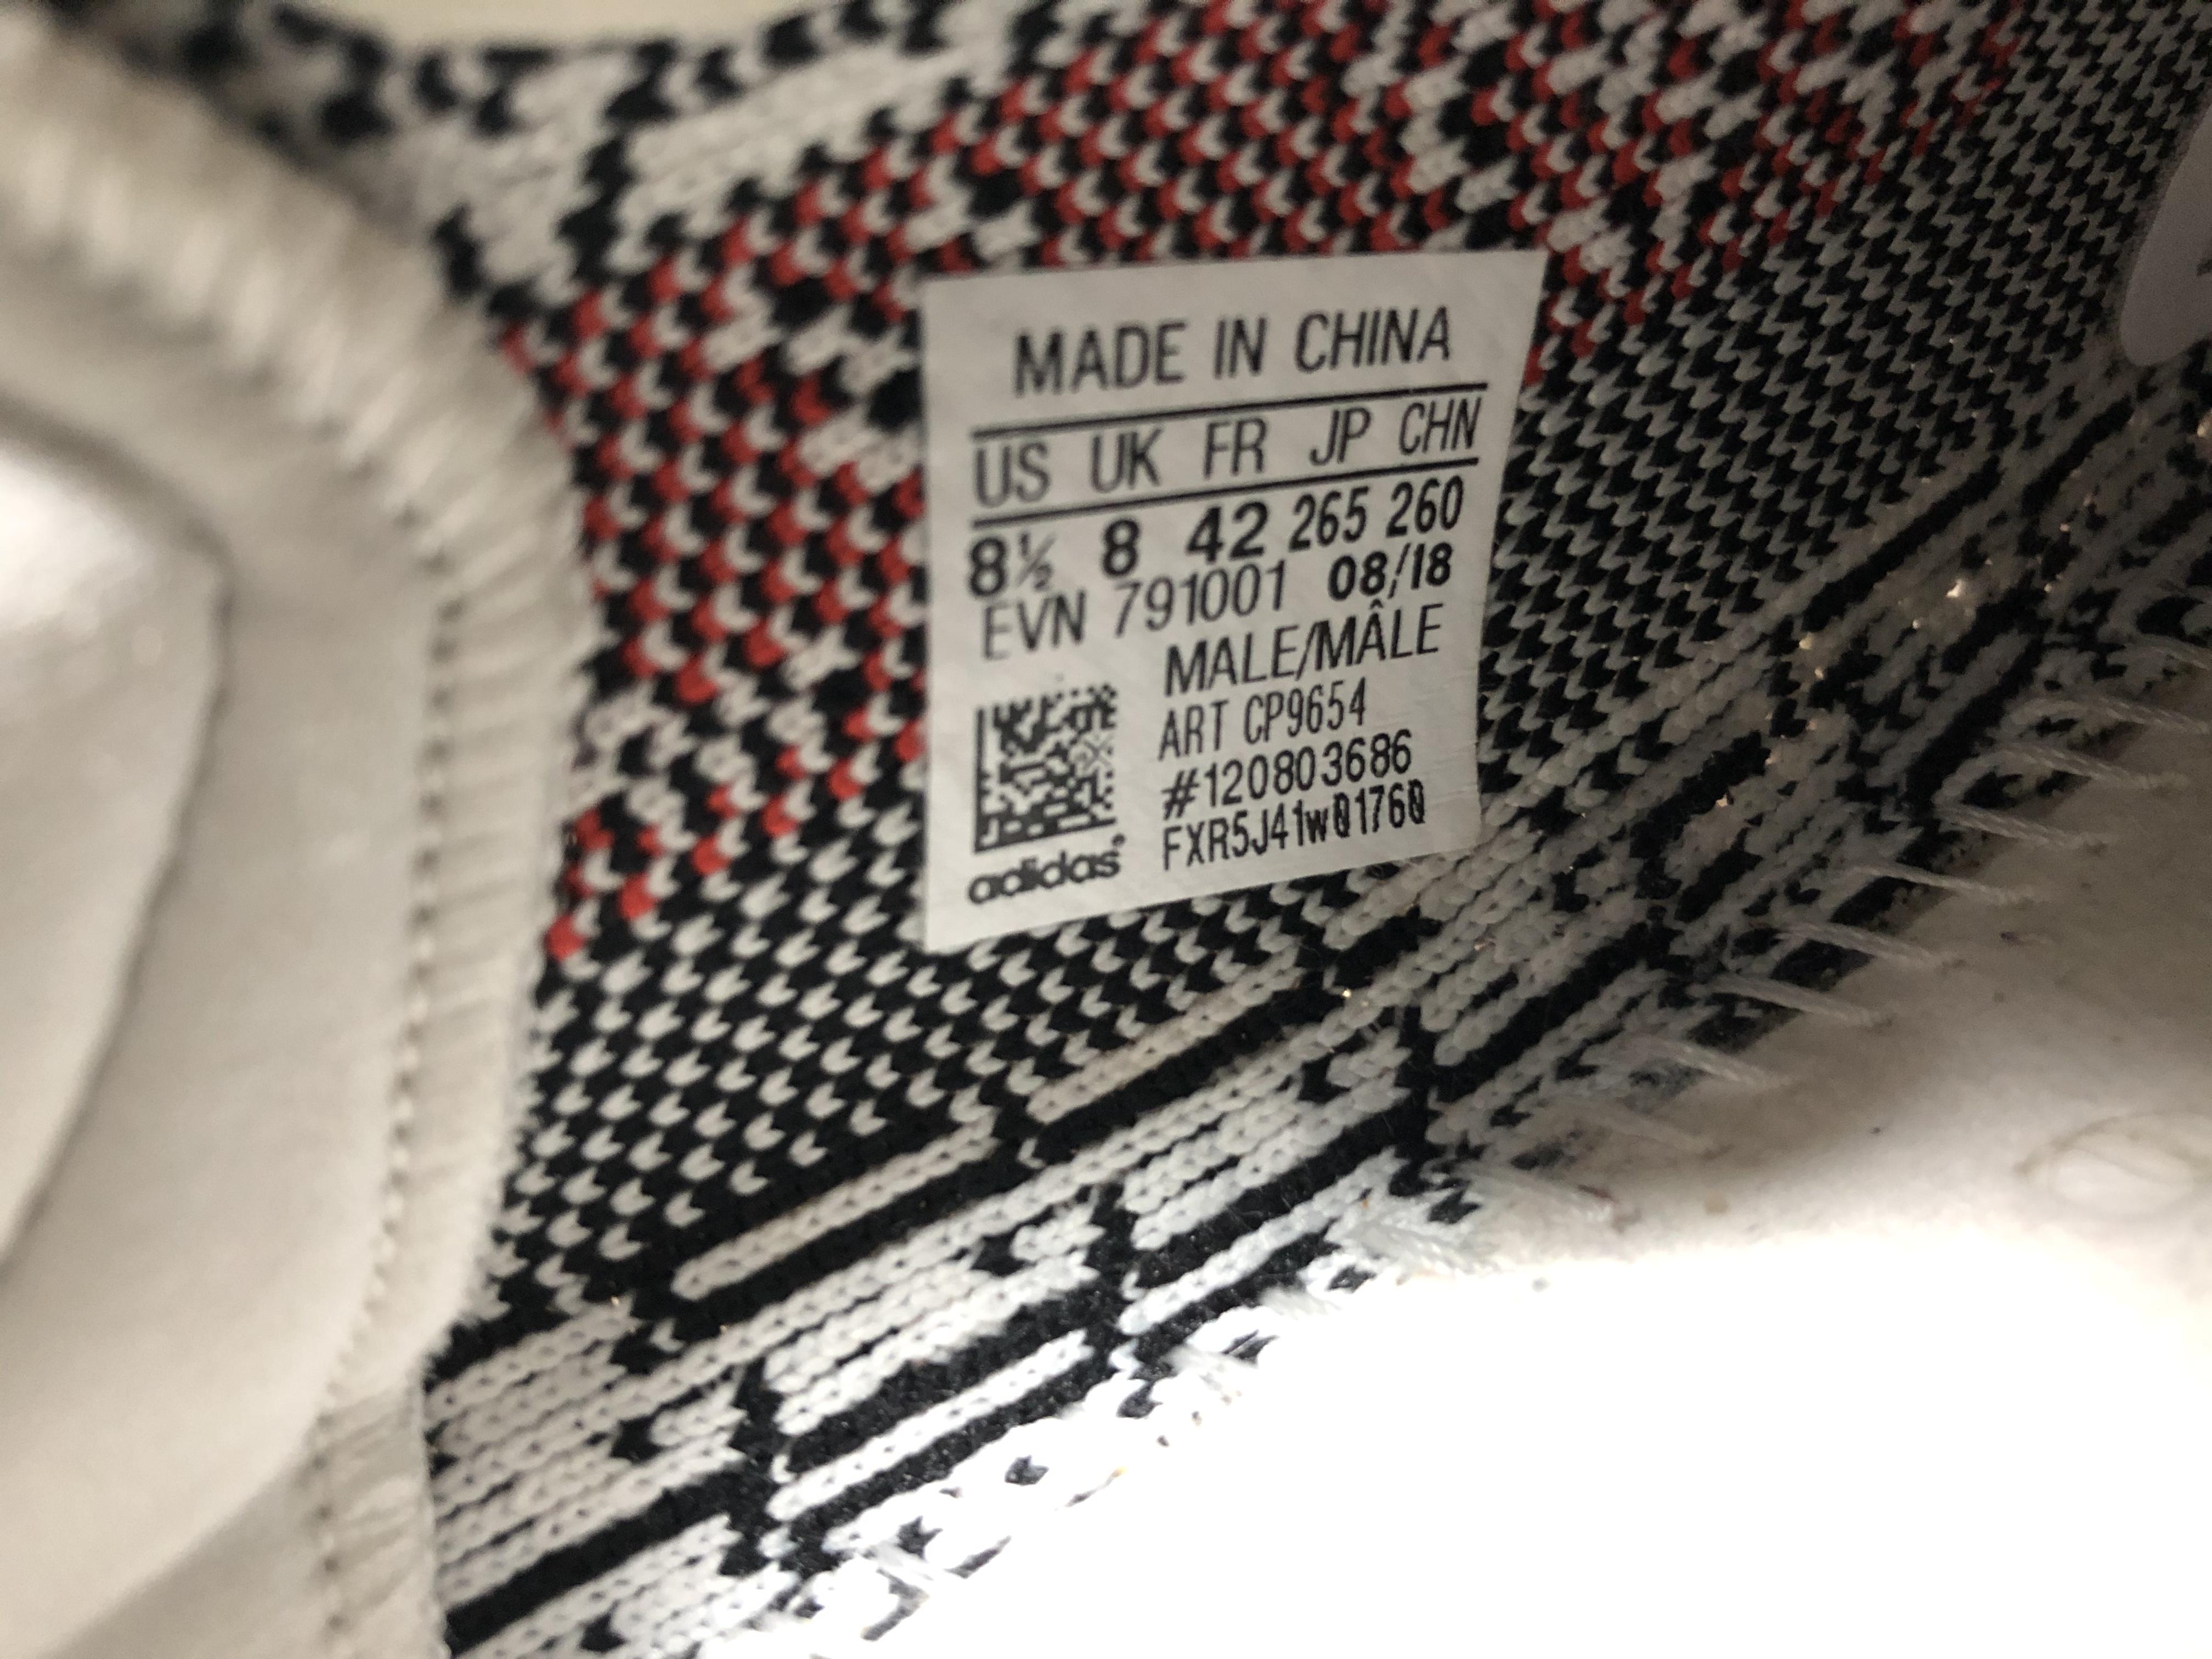 MADE IN CHINA
US UK FR JP CHN
8½ 8 42 265 260
EVN 791001 08/18
MALE/MÂLE
ART CP9654
#120803686
FXR5J41w01760
adidas®